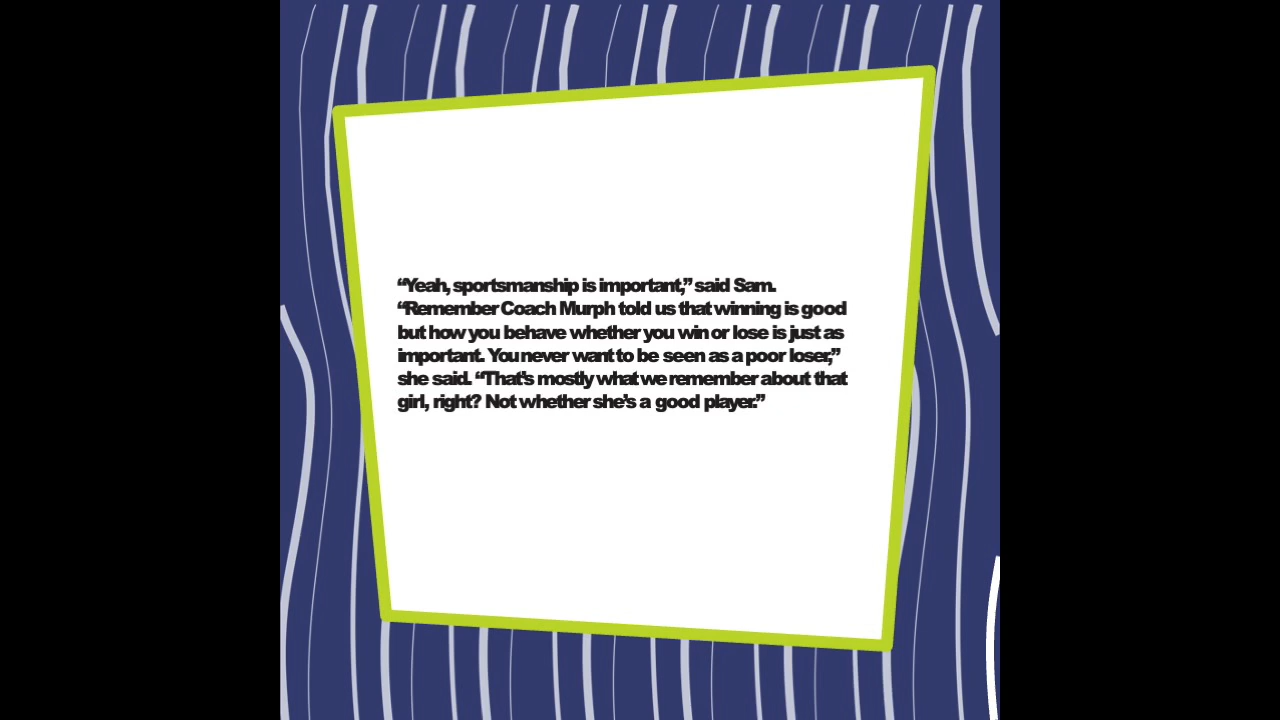 “Yeah, sportsmanship is important,” said Sam.
“Remember Coach Murph told us that winning is good
but how you behave whether you win or lose is just as
important. You never want to be seen as a poor loser,”
she said. “That’s mostly what we remember about that
girl, right? Not whether she’s a good player.”